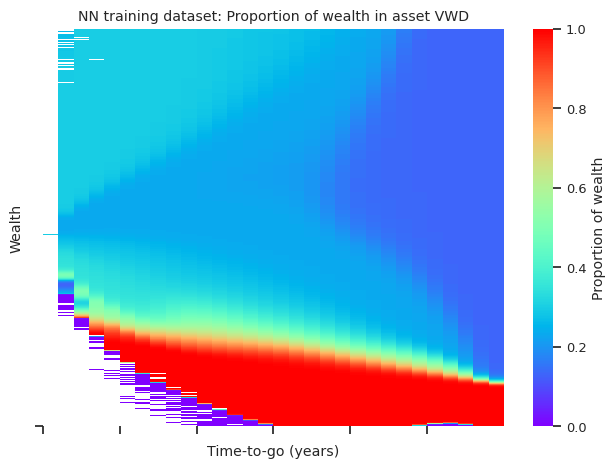 NN training dataset: Proportion of wealth in asset VWD
Wealth
Time-to-go (years)
1.0
0.8
0.6
0.4
0.2
0.0
Proportion of wealth